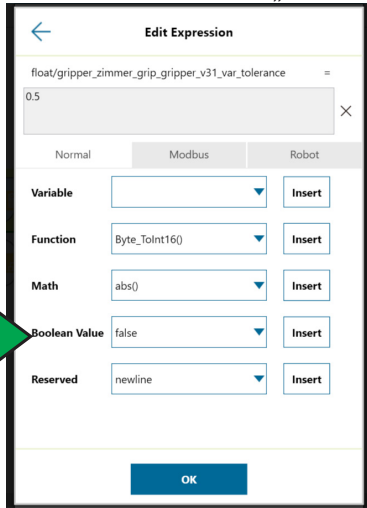 Edit Expression
float/gripper_zimmer_grip_gripper_v31_var_tolerance =
0.5
Normal Modbus Robot
Variable Insert
Function Byte_ToInt16() Insert
Math abs() Insert
Boolean Value false Insert
Reserved newline Insert
OK